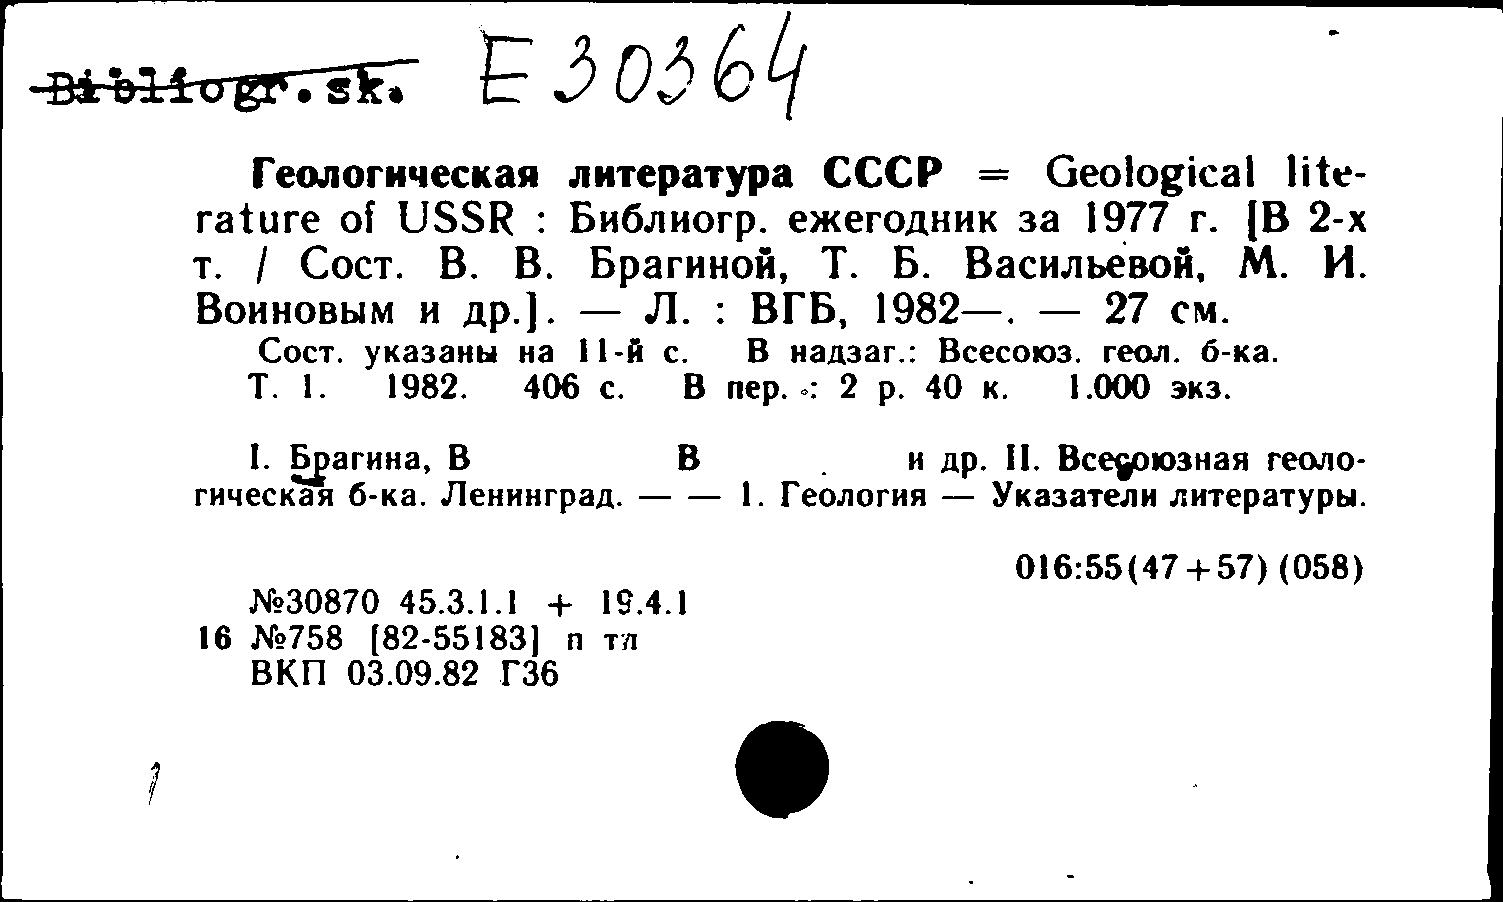 Bibliogr. sk. E 30364
Геологическая литература СССР = Geological lite-
rature of USSR : Библиогр. ежегодник за 1977 г. [В 2-х
т. / Сост. В. В. Брагиной, Т. Б. Васильевой, М. И.
Воиновым и др.]. — Л. : ВГБ, 1982—. — 27 см.
Сост. указаны на 11-й с. В надзаг.: Всесоюз. геол. б-ка.
Т. 1. 1982. 406 с. В пер. : 2 р. 40 к. 1.000 экз.
I. Брагина, В В и др. II. Всесоюзная геоло-
гическая б-ка. Ленинград. — — 1. Геология — Указатели литературы.
016:55(47+57)(058)
№30870 45.3.1.1 + 19.4.1
16 №758 [82-55183] п тл
ВКП 03.09.82 Г36